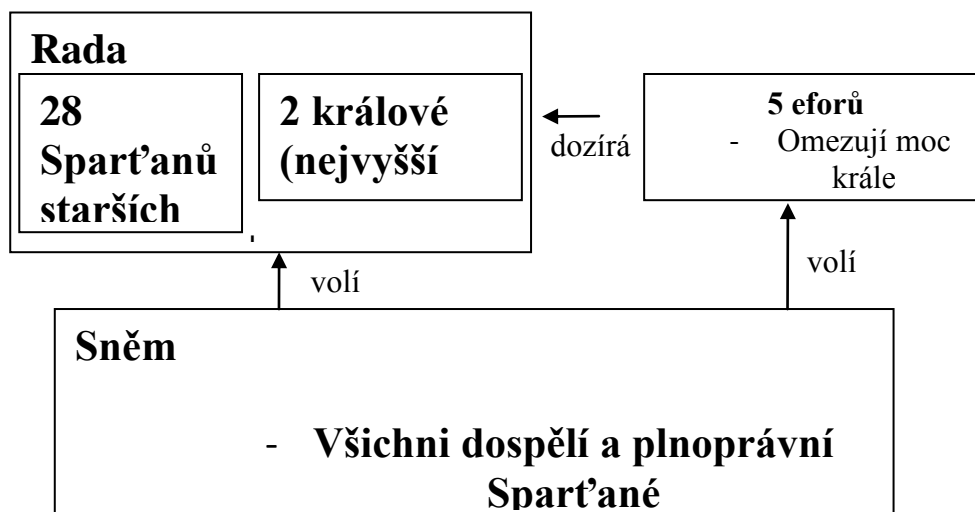 Rada
28
Sparťanů
starších
2 králové
(nejvyšší
dozírá
5 eforů
- Omezují moc
krále
volí
volí
Sněm
- Všichni dospělí a plnoprávní
Sparťané